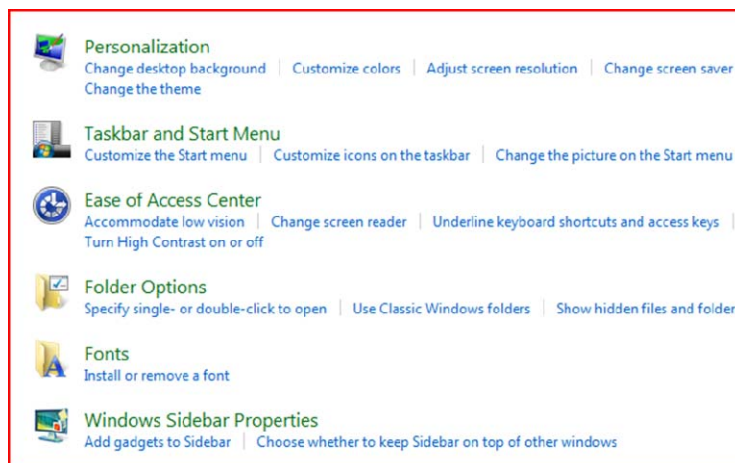 Personalization
Change desktop background | Customize colors | Adjust screen resolution | Change screen saver
Change the theme
Taskbar and Start Menu
Customize the Start menu | Customize icons on the taskbar | Change the picture on the Start menu
Ease of Access Center
Accommodate low vision | Change screen reader | Underline keyboard shortcuts and access keys |
Turn High Contrast on or off
Folder Options
Specify single- or double-click to open | Use Classic Windows folders | Show hidden files and folder
Fonts
Install or remove a font
Windows Sidebar Properties
Add gadgets to Sidebar | Choose whether to keep Sidebar on top of other windows